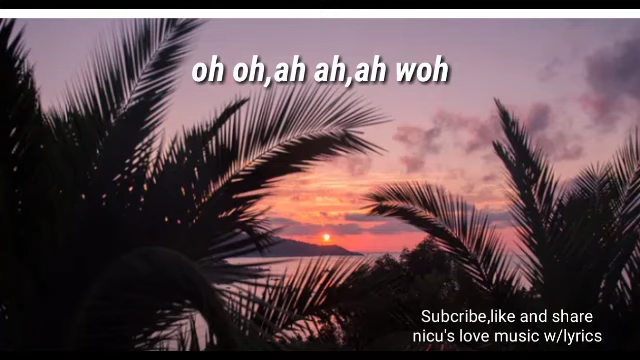 oh oh,ah ah,ah woh
Subcribe,like and share
nicu's love music w/lyrics